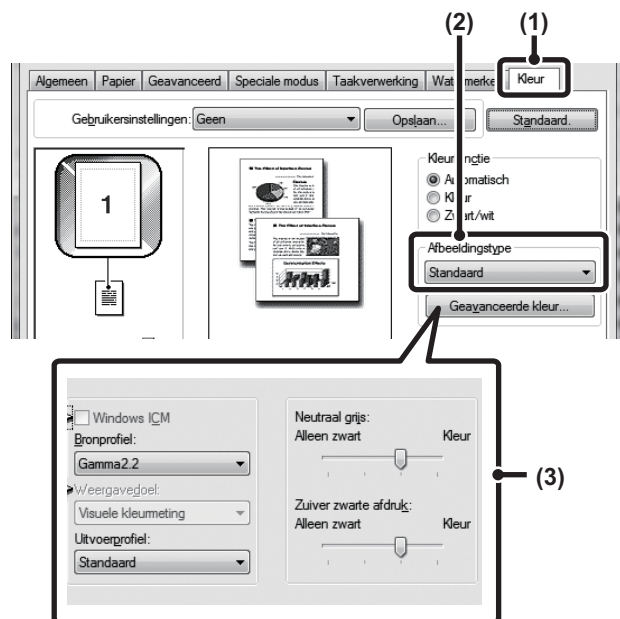 (2) (1)
Algemeen Papier Geavanceerd Speciale modus Taakverwerking Watermerke Kleur
Gebruikersinstellingen: Geen Opslaan... Standaard.
Kleurfunctie
1
Automatisch
Kleur
Zwart/wit
Afbeeldingstype
Standaard
Geavanceerde kleur...
Windows ICM
Bronprofiel:
Gamma2.2
Weergavedoel:
Visuele kleurmeting
Uitvoerprofiel:
Standaard
Neutraal grijs:
Alleen zwart Kleur
Zuiver zwarte afdruk:
Alleen zwart Kleur
(3)